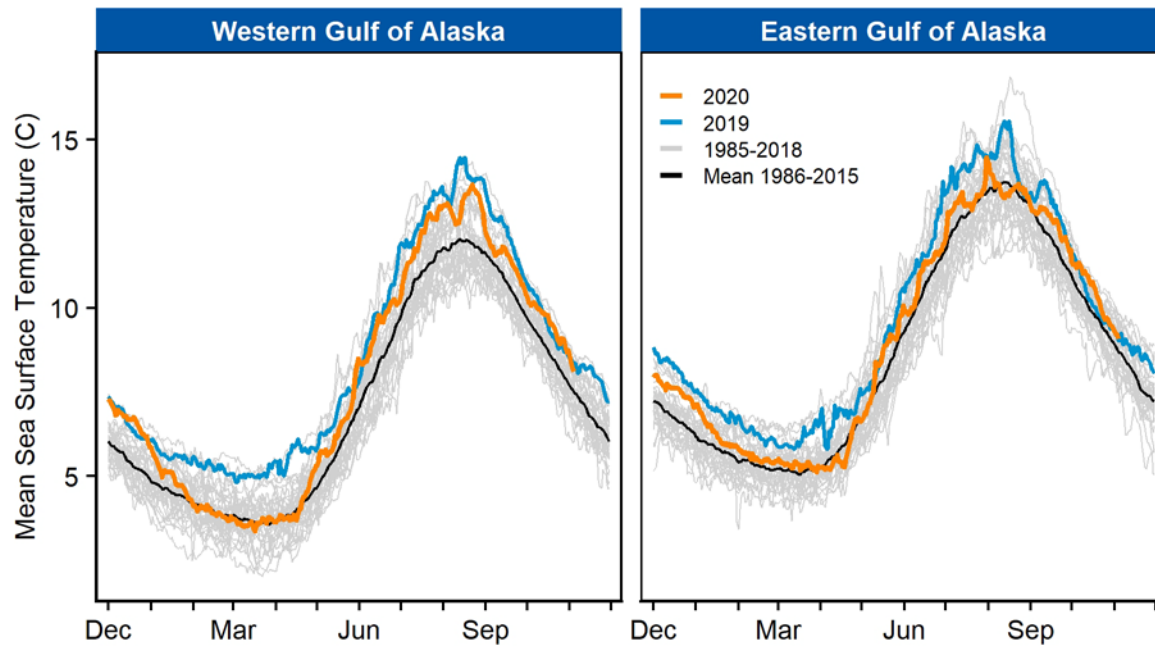 Western Gulf of Alaska
Eastern Gulf of Alaska
Mean Sea Surface Temperature (C)
15
10
5
2020
2019
1985-2018
Mean 1986-2015
Dec Mar Jun Sep
Dec Mar Jun Sep